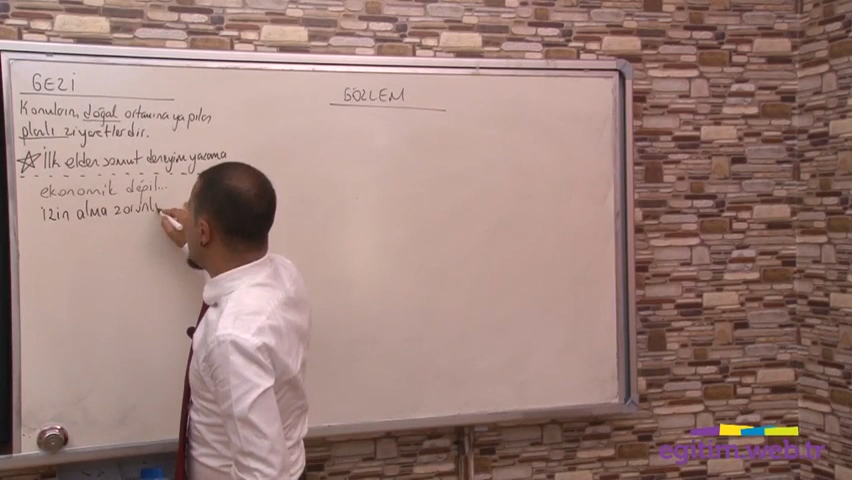 GEZİ
Konuların, doğal ortamına yapılan
planlı ziyaretlerdir.
İlk elden somut deneyim yaşama
ekonomik değil...
izin alma zorunlu
GÖZLEM
egitim.web.tr